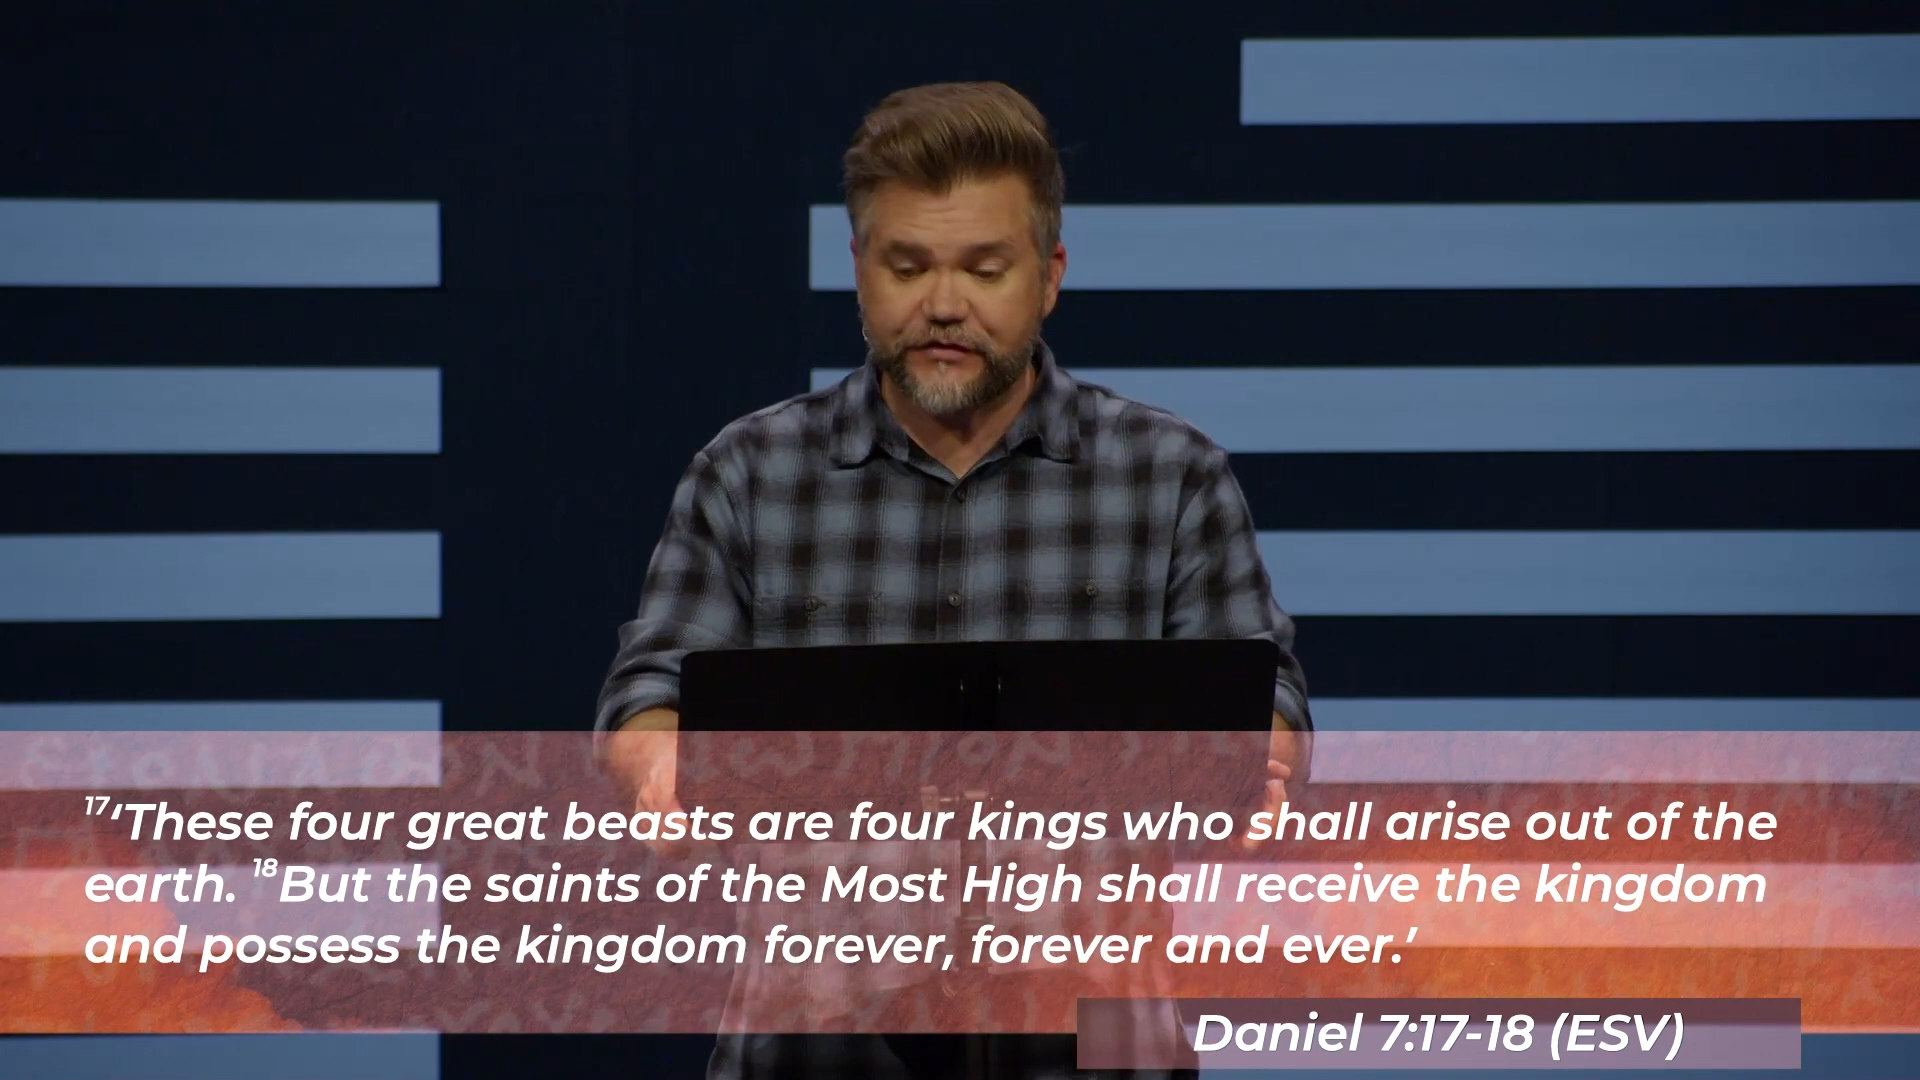 17‘These four great beasts are four kings who shall arise out of the
earth. 18But the saints of the Most High shall receive the kingdom
and possess the kingdom forever, forever and ever.’
Daniel 7:17-18 (ESV)